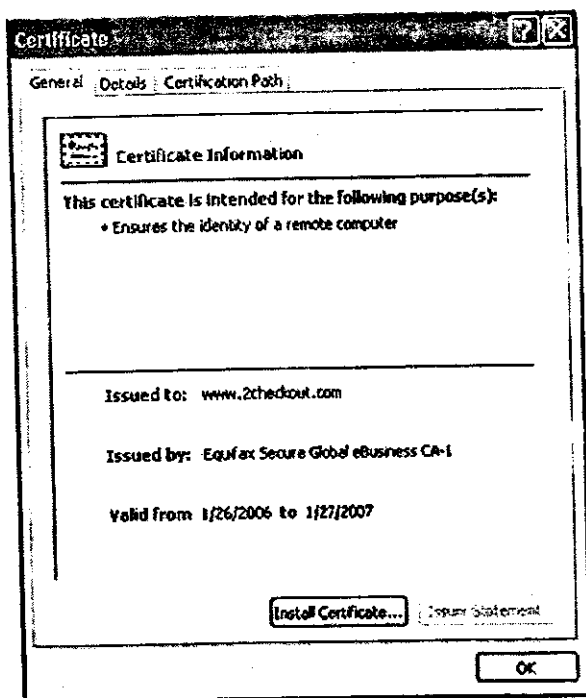 Certificate
General Details Certification Path
Certificate Information
This certificate is intended for the following purpose(s):
• Ensures the identity of a remote computer
Issued to: www.2checkout.com
Issued by: Equifax Secure Global eBusiness CA-1
Valid from 1/26/2006 to 1/27/2007
Install Certificate... Issuer Statement
OK